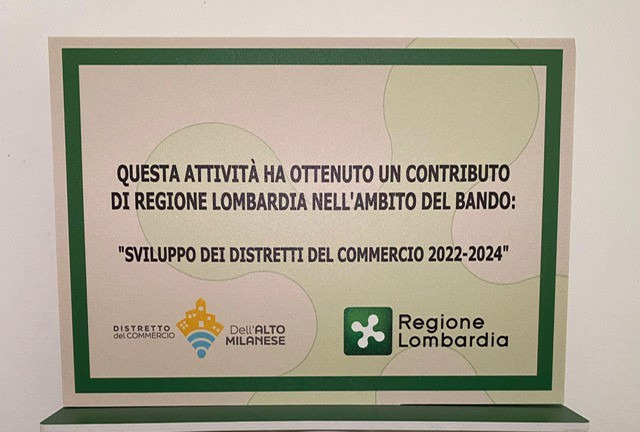 QUESTA ATTIVITÀ HA OTTENUTO UN CONTRIBUTO
DI REGIONE LOMBARDIA NELL'AMBITO DEL BANDO:
"SVILUPPO DEI DISTRETTI DEL COMMERCIO 2022-2024"
DISTRETTO
del COMMERCIO
Dell'ALTO
MILANESE
Regione
Lombardia